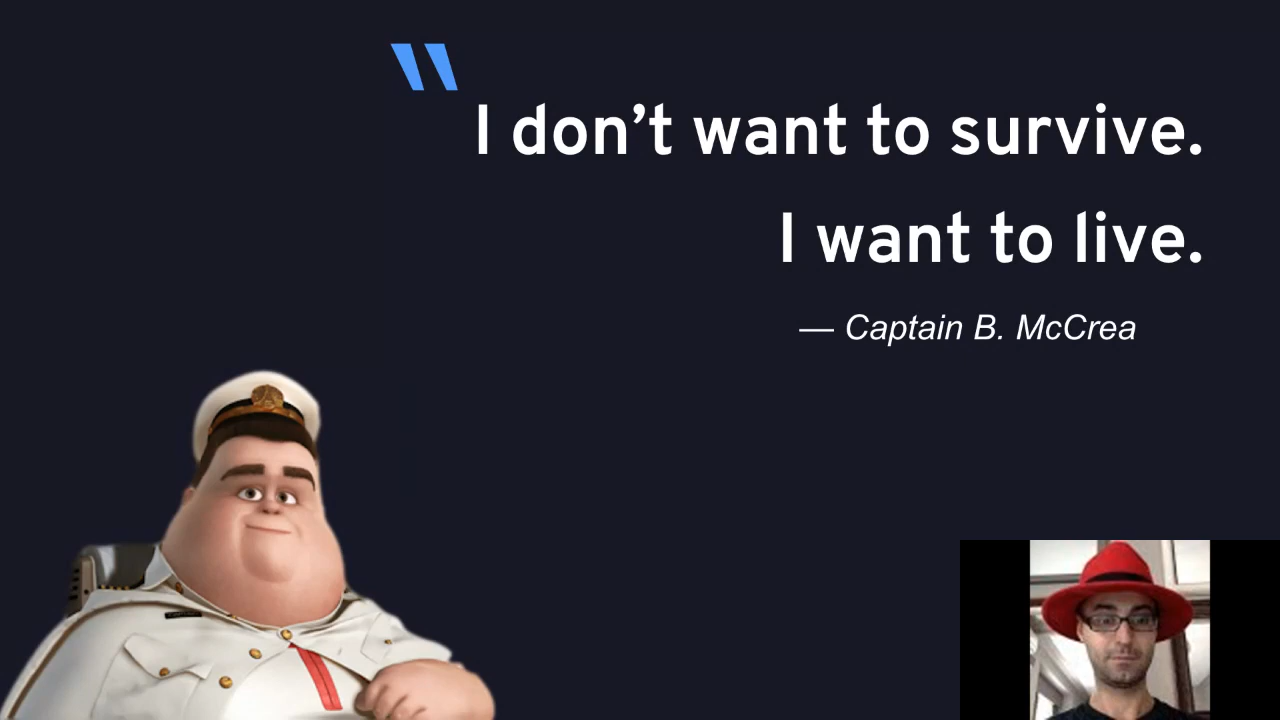 I don’t want to survive.
I want to live.
— Captain B. McCrea